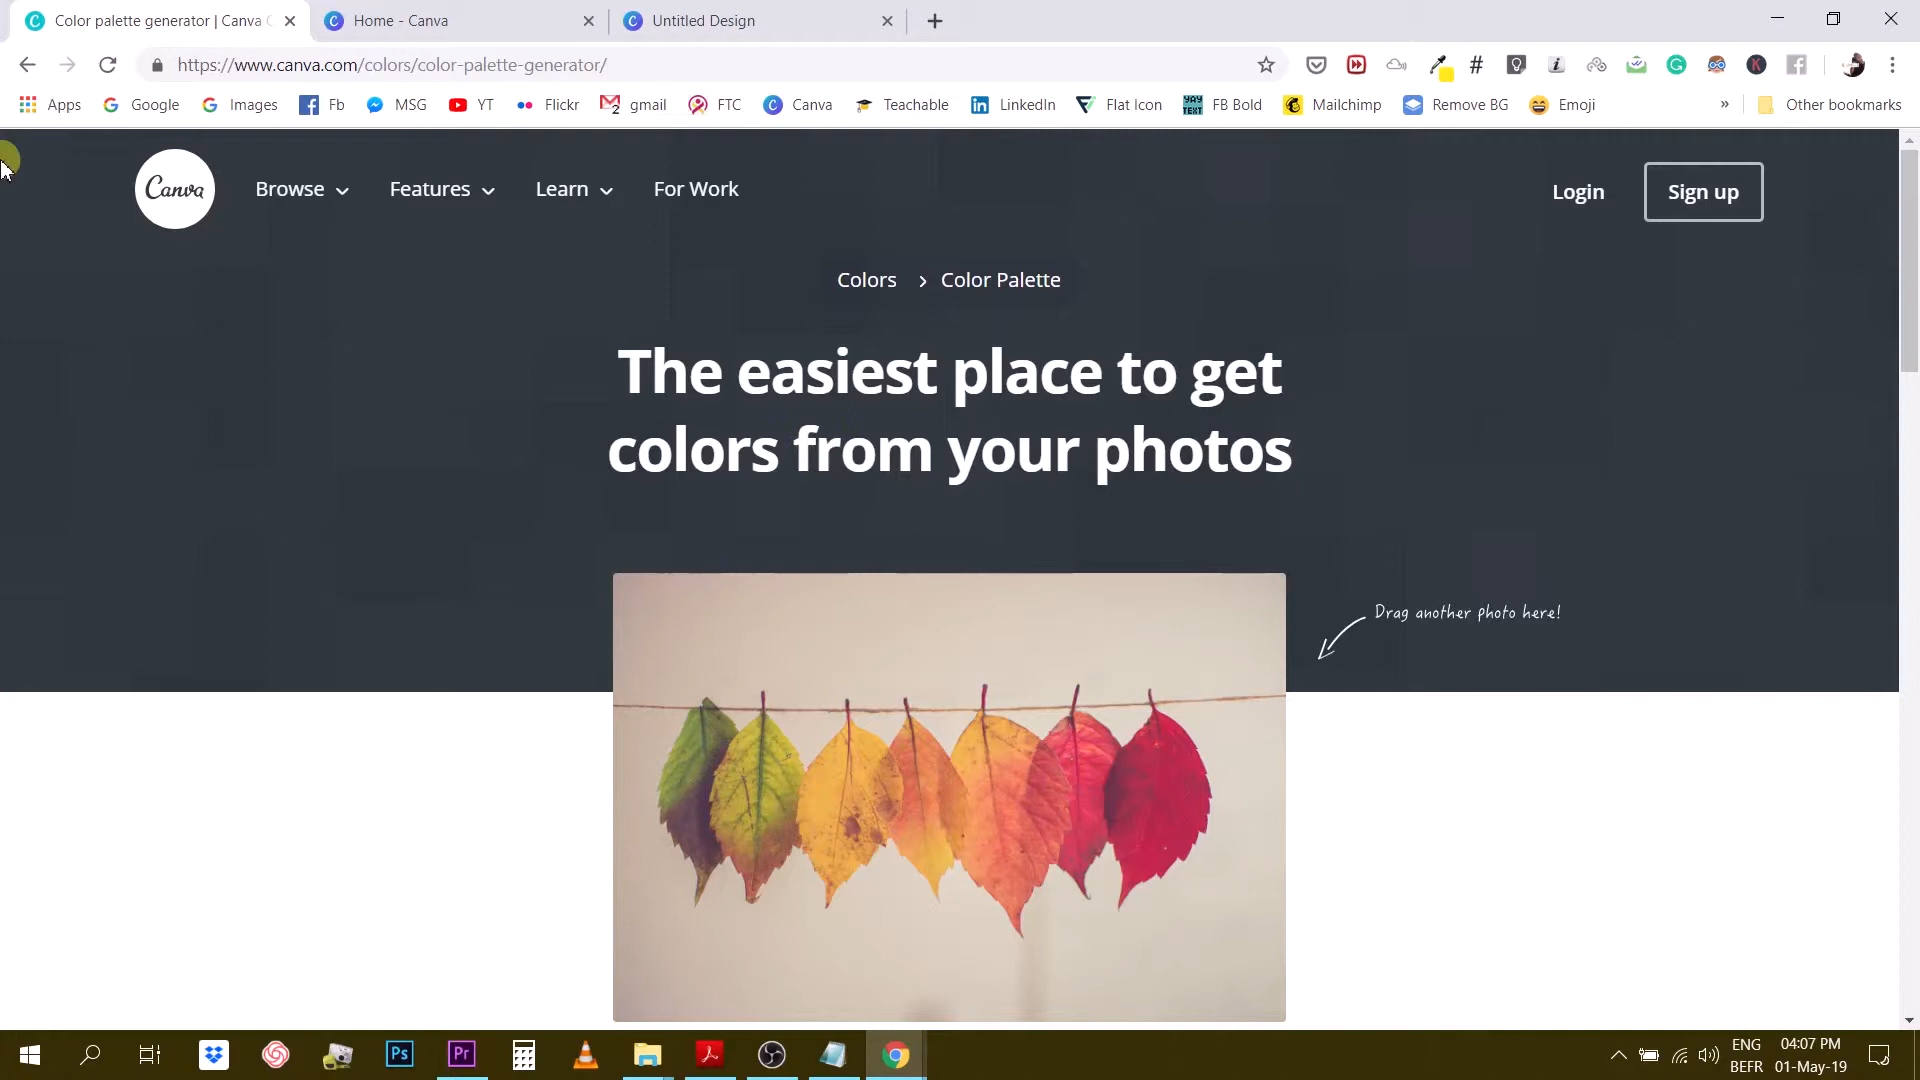 Color palette generator | Canva C
Home - Canva
Untitled Design
https://www.canva.com/colors/color-palette-generator/
Apps
Google
Images
Fb
MSG
YT
Flickr
gmail
FTC
Canva
Teachable
LinkedIn
Flat Icon
FB Bold
Mailchimp
Remove BG
Emoji
»
Other bookmarks
Canva
Browse
Features
Learn
For Work
Login
Sign up
Colors > Color Palette
The easiest place to get
colors from your photos
Drag another photo here!
Ps
Pr
ENG
BEFR
04:07 PM
01-May-19